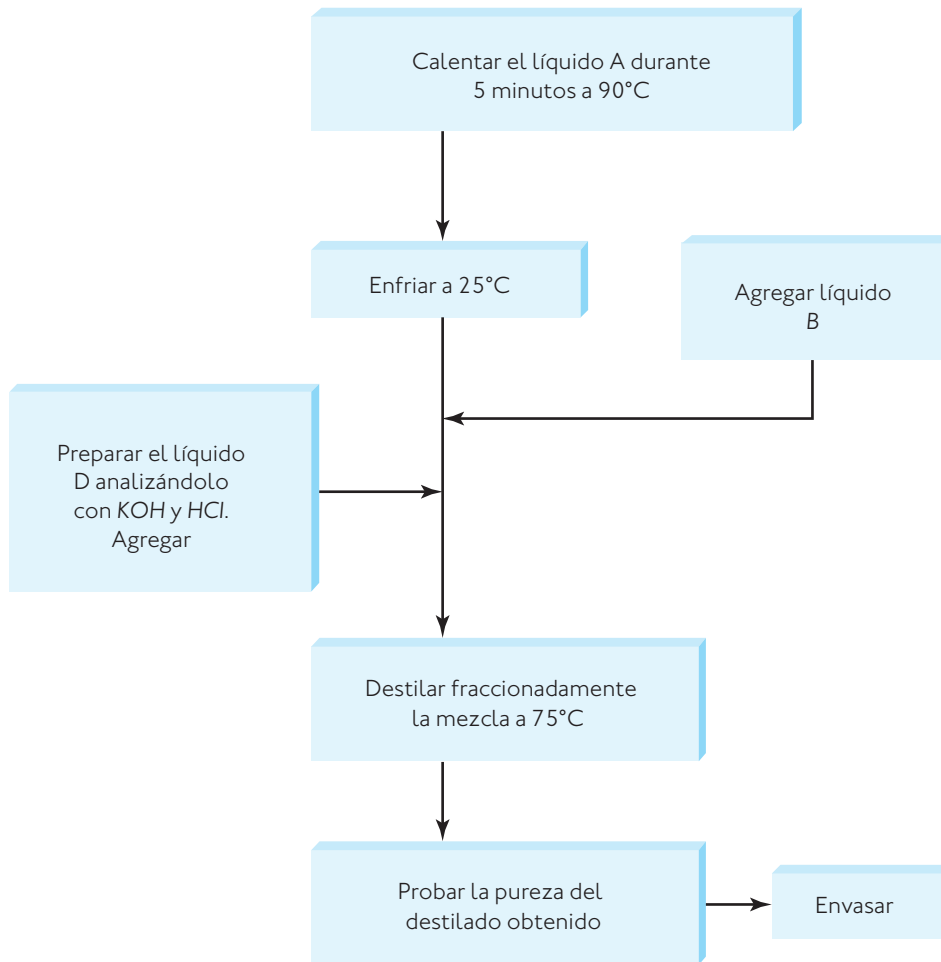 Calentar el líquido A durante
5 minutos a 90°C
Enfriar a 25°C
Agregar líquido
B
Preparar el líquido
D analizándolo
con KOH y HCI.
Agregar
Destilar fraccionadamente
la mezcla a 75°C
Probar la pureza del
destilado obtenido
Envasar